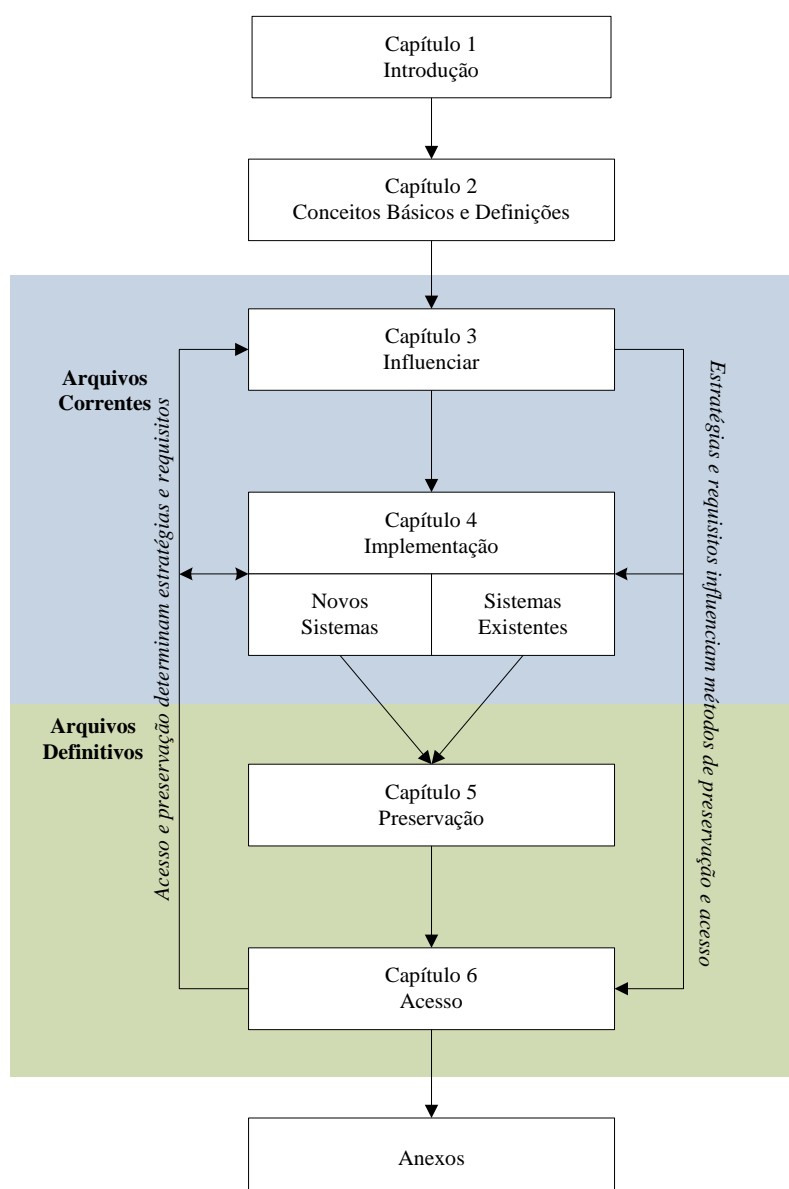 Capítulo 1
Introdução
Capítulo 2
Conceitos Básicos e Definições
Capítulo 3
Influenciar
Arquivos
Correntes
Acesso e preservação determinam estratégias e requisitos
Estratégias e requisitos influenciam métodos de preservação e acesso
Capítulo 4
Implementação
Novos
Sistemas
Sistemas
Existentes
Arquivos
Definitivos
Capítulo 5
Preservação
Capítulo 6
Acesso
Anexos